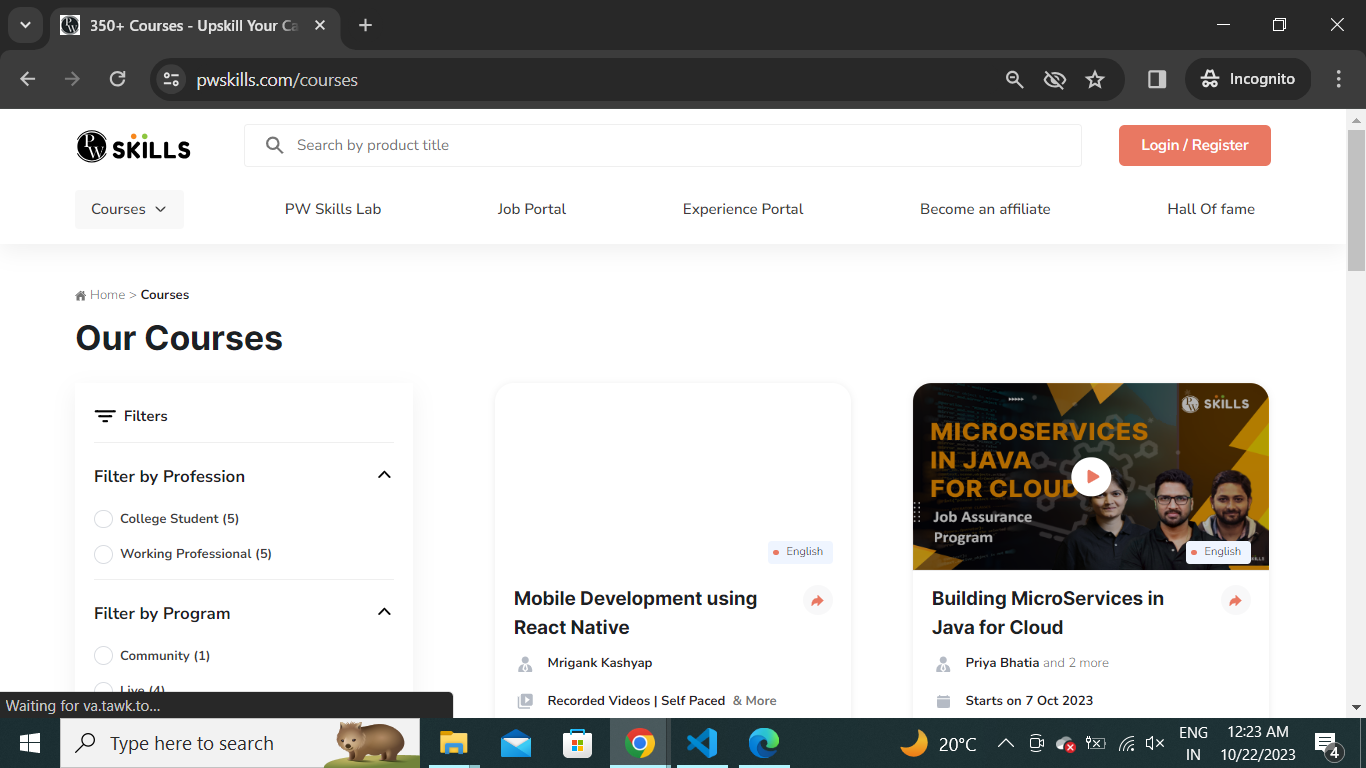 350+ Courses - Upskill Your Ca
pwskills.com/courses
Incognito
PW SKILLS
Search by product title
Login / Register
Courses
PW Skills Lab
Job Portal
Experience Portal
Become an affiliate
Hall Of fame
Home > Courses
Our Courses
Filters
Filter by Profession
College Student (5)
Working Professional (5)
Filter by Program
Community (1)
Live (4)
English
Mobile Development using
React Native
Mrigank Kashyap
Recorded Videos | Self Paced & More
SKILLS
MICROSERVICES
IN JAVA
FOR CLOUD
Job Assurance
Program
English
Building MicroServices in
Java for Cloud
Priya Bhatia and 2 more
Starts on 7 Oct 2023
Waiting for va.tawk.to...
Type here to search
20°C
ENG
IN
12:23 AM
10/22/2023
4